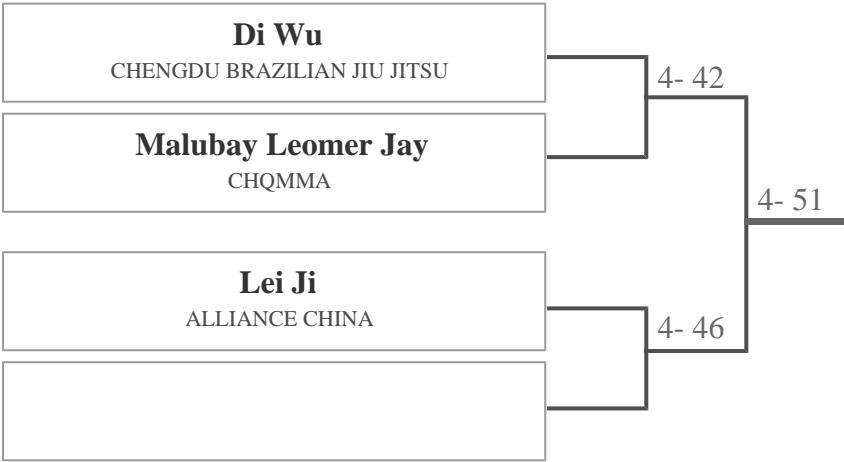 Di Wu
CHENGDU BRAZILIAN JIU JITSU
4- 42
Malubay Leomer Jay
CHQMMA
4- 51
Lei Ji
ALLIANCE CHINA
4- 46